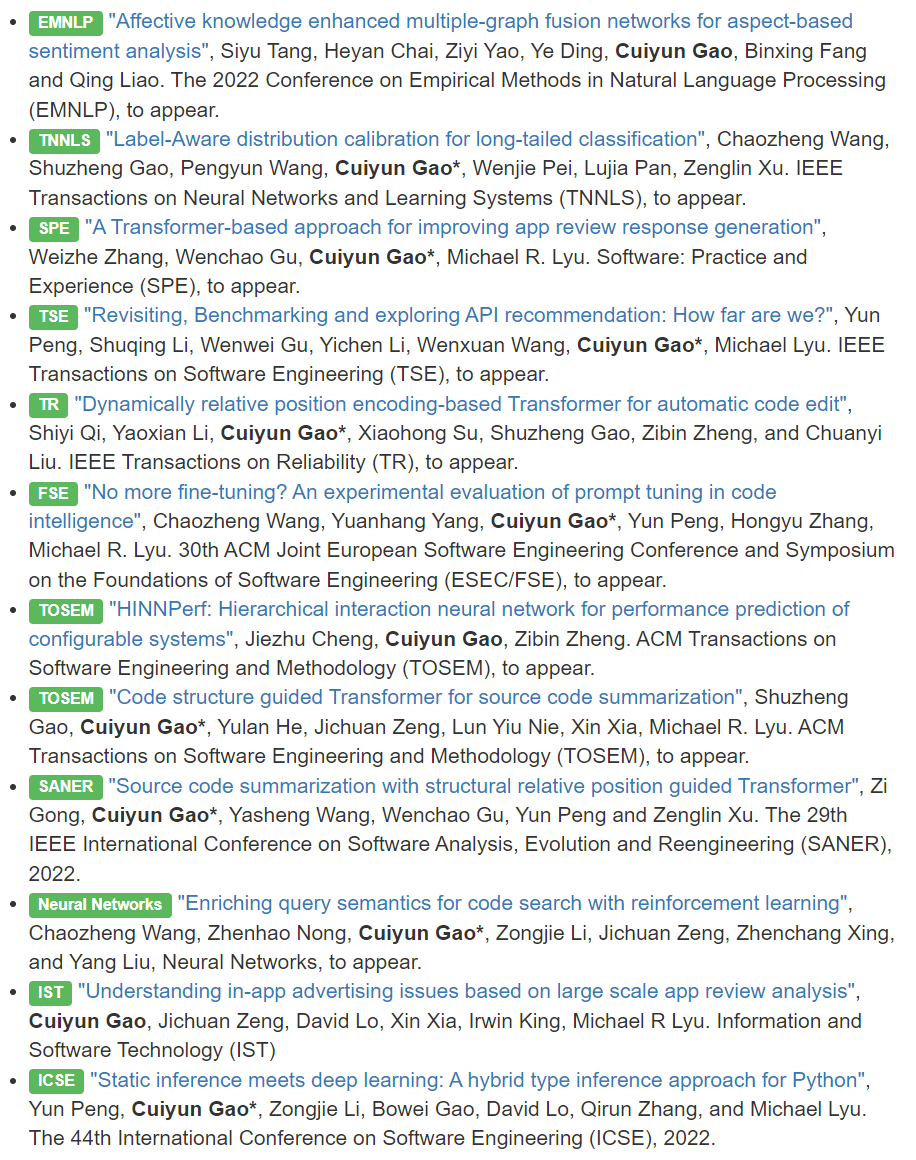 EMNLP "Affective knowledge enhanced multiple-graph fusion networks for aspect-based
sentiment analysis", Siyu Tang, Heyan Chai, Ziyi Yao, Ye Ding, Cuiyun Gao, Binxing Fang
and Qing Liao. The 2022 Conference on Empirical Methods in Natural Language Processing
(EMNLP), to appear.
TNNLS "Label-Aware distribution calibration for long-tailed classification", Chaozheng Wang,
Shuzheng Gao, Pengyun Wang, Cuiyun Gao*, Wenjie Pei, Lujia Pan, Zenglin Xu. IEEE
Transactions on Neural Networks and Learning Systems (TNNLS), to appear.
SPE "A Transformer-based approach for improving app review response generation",
Weizhe Zhang, Wenchao Gu, Cuiyun Gao*, Michael R. Lyu. Software: Practice and
Experience (SPE), to appear.
TSE "Revisiting, Benchmarking and exploring API recommendation: How far are we?", Yun
Peng, Shuqing Li, Wenwei Gu, Yichen Li, Wenxuan Wang, Cuiyun Gao*, Michael Lyu. IEEE
Transactions on Software Engineering (TSE), to appear.
TR "Dynamically relative position encoding-based Transformer for automatic code edit",
Shiyi Qi, Yaoxian Li, Cuiyun Gao*, Xiaohong Su, Shuzheng Gao, Zibin Zheng, and Chuanyi
Liu. IEEE Transactions on Reliability (TR), to appear.
FSE "No more fine-tuning? An experimental evaluation of prompt tuning in code
intelligence", Chaozheng Wang, Yuanhang Yang, Cuiyun Gao*, Yun Peng, Hongyu Zhang,
Michael R. Lyu. 30th ACM Joint European Software Engineering Conference and Symposium
on the Foundations of Software Engineering (ESEC/FSE), to appear.
TOSEM "HINNPerf: Hierarchical interaction neural network for performance prediction of
configurable systems", Jiezhu Cheng, Cuiyun Gao, Zibin Zheng. ACM Transactions on
Software Engineering and Methodology (TOSEM), to appear.
TOSEM "Code structure guided Transformer for source code summarization", Shuzheng
Gao, Cuiyun Gao*, Yulan He, Jichuan Zeng, Lun Yiu Nie, Xin Xia, Michael R. Lyu. ACM
Transactions on Software Engineering and Methodology (TOSEM), to appear.
SANER "Source code summarization with structural relative position guided Transformer", Zi
Gong, Cuiyun Gao*, Yasheng Wang, Wenchao Gu, Yun Peng and Zenglin Xu. The 29th
IEEE International Conference on Software Analysis, Evolution and Reengineering (SANER),
2022.
Neural Networks "Enriching query semantics for code search with reinforcement learning",
Chaozheng Wang, Zhenhao Nong, Cuiyun Gao*, Zongjie Li, Jichuan Zeng, Zhenchang Xing,
and Yang Liu, Neural Networks, to appear.
IST "Understanding in-app advertising issues based on large scale app review analysis",
Cuiyun Gao, Jichuan Zeng, David Lo, Xin Xia, Irwin King, Michael R Lyu. Information and
Software Technology (IST)
ICSE "Static inference meets deep learning: A hybrid type inference approach for Python",
Yun Peng, Cuiyun Gao*, Zongjie Li, Bowei Gao, David Lo, Qirun Zhang, and Michael Lyu.
The 44th International Conference on Software Engineering (ICSE), 2022.